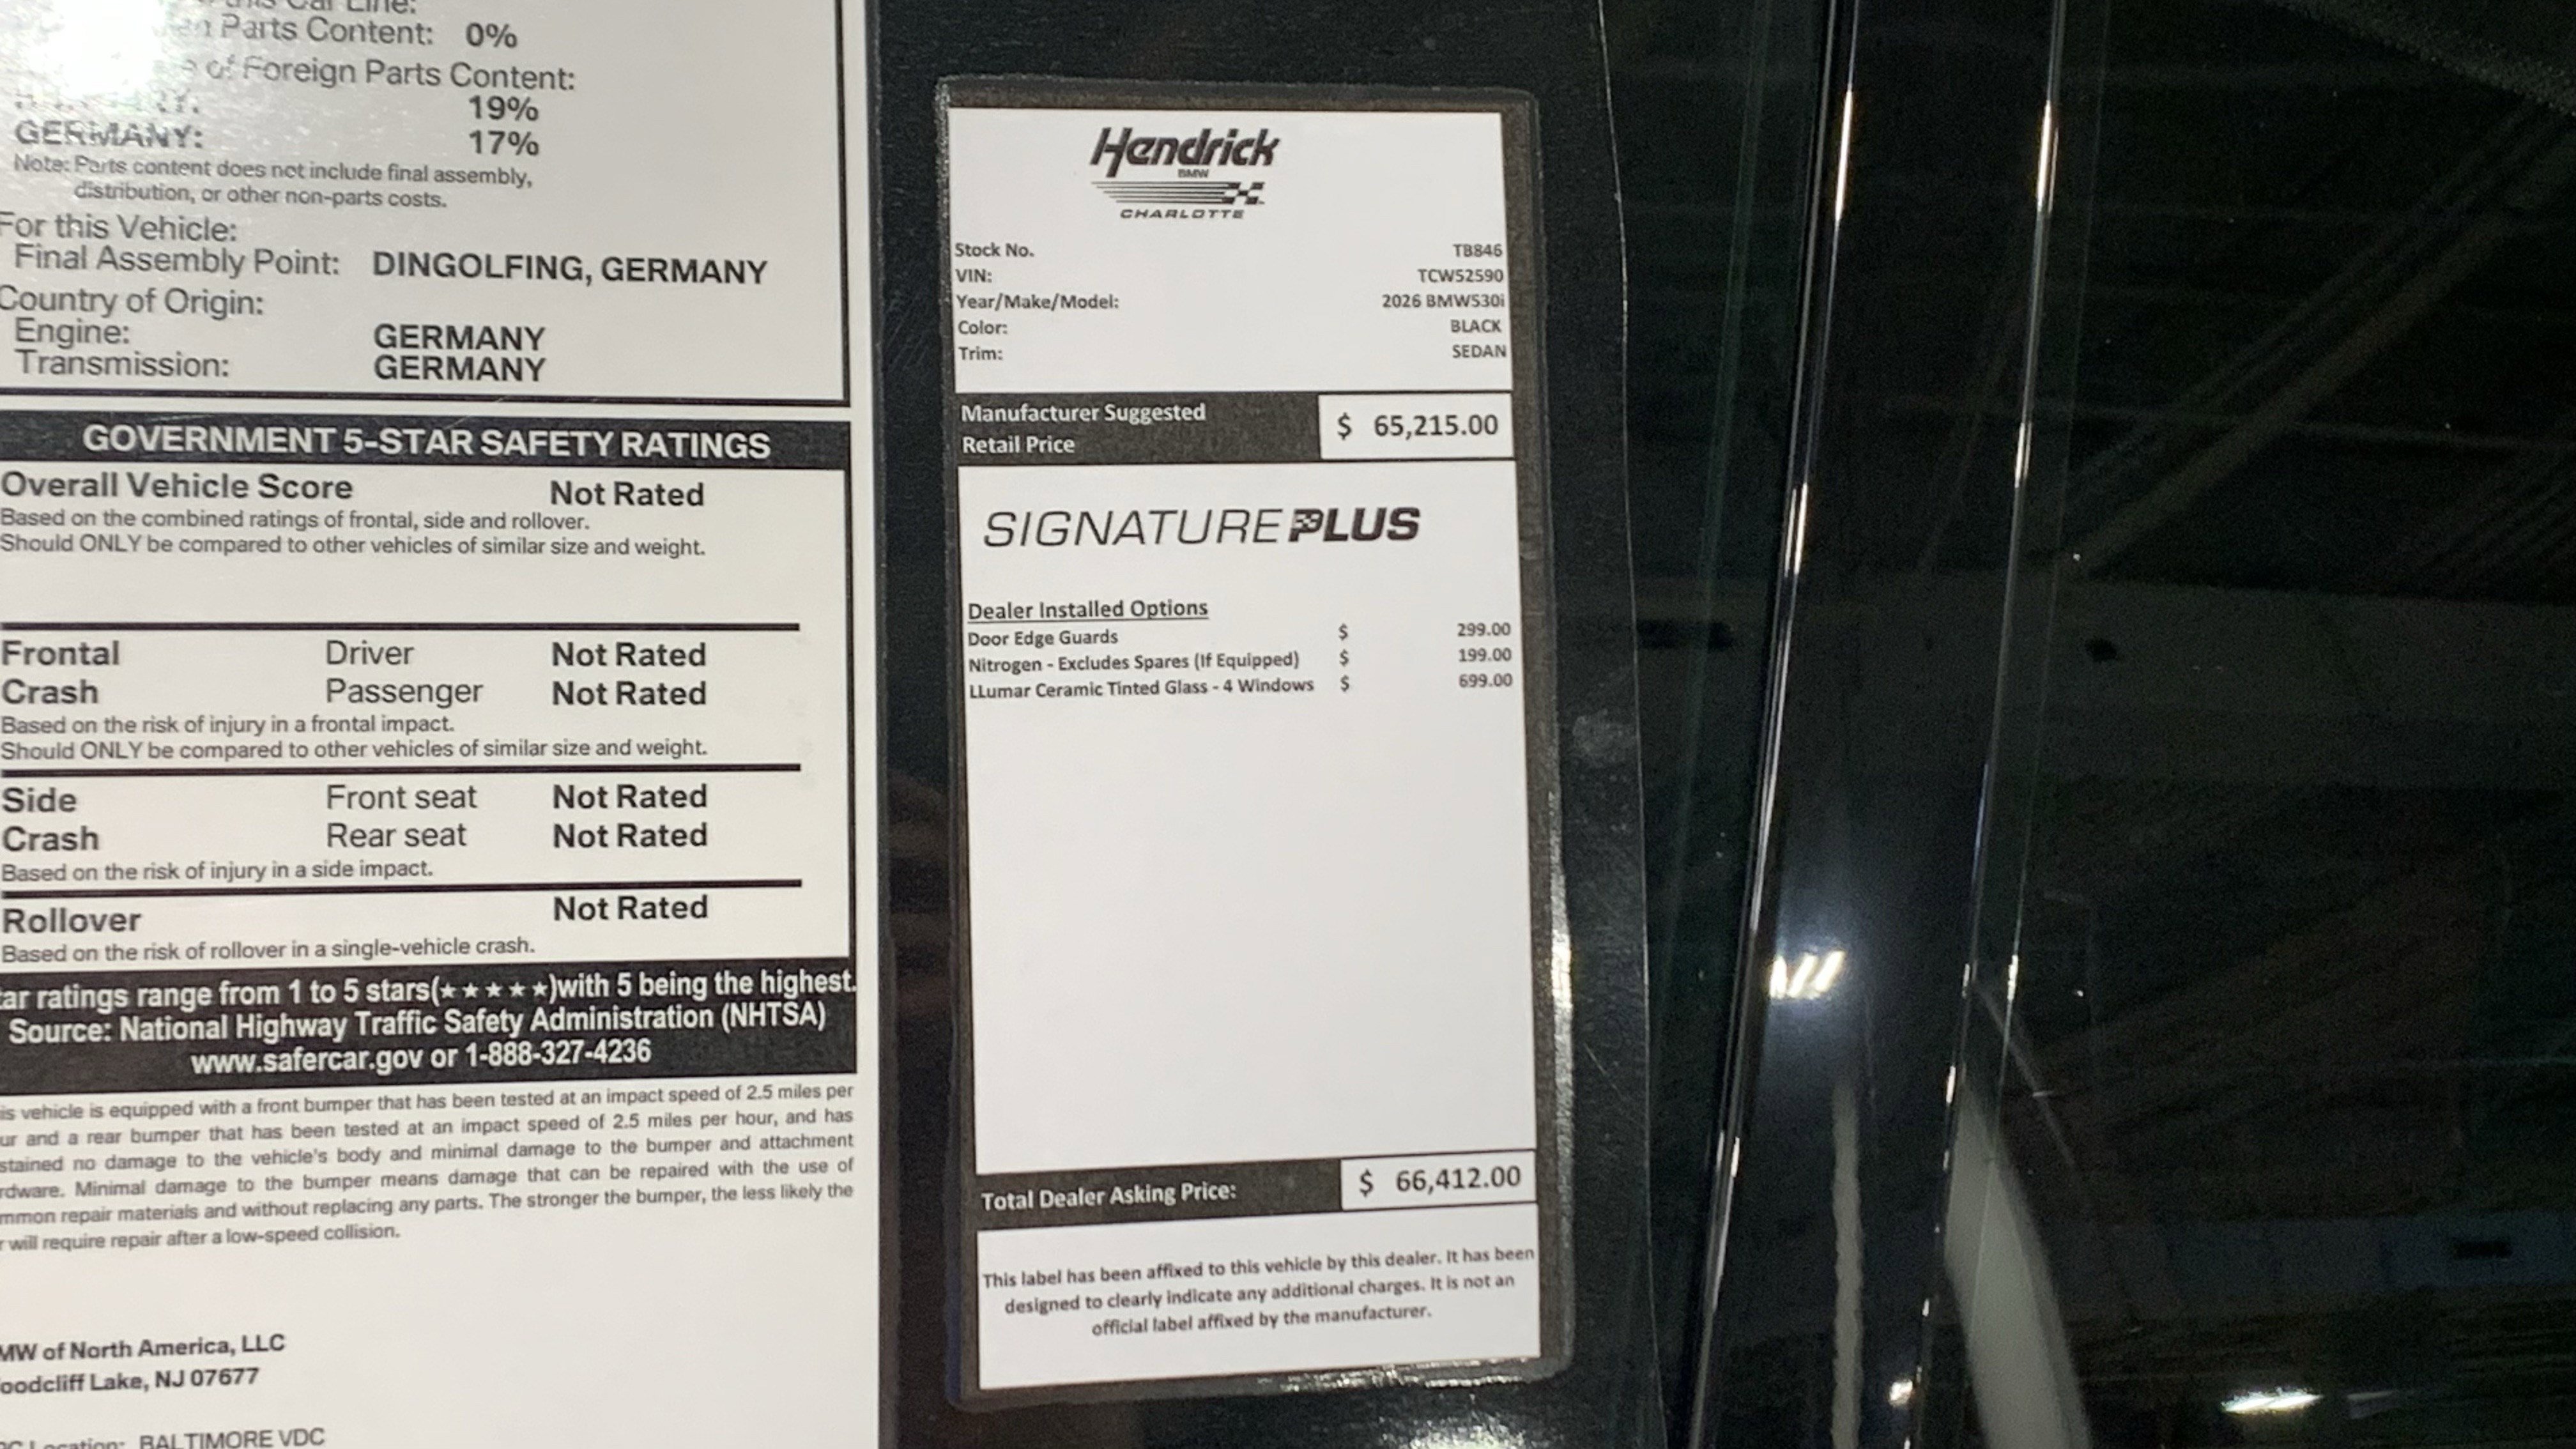 this Car Line:
Parts Content: 0%
of Foreign Parts Content:
19%
GERMANY: 17%
Note: Parts content does not include final assembly,
distribution, or other non-parts costs.
For this Vehicle:
Final Assembly Point: DINGOLFING, GERMANY
Country of Origin:
Engine: GERMANY
Transmission: GERMANY
GOVERNMENT 5-STAR SAFETY RATINGS
Overall Vehicle Score Not Rated
Based on the combined ratings of frontal, side and rollover.
Should ONLY be compared to other vehicles of similar size and weight.
Frontal Driver Not Rated
Crash Passenger Not Rated
Based on the risk of injury in a frontal impact.
Should ONLY be compared to other vehicles of similar size and weight.
Side Front seat Not Rated
Crash Rear seat Not Rated
Based on the risk of injury in a side impact.
Rollover Not Rated
Based on the risk of rollover in a single-vehicle crash.
ar ratings range from 1 to 5 stars(★★★★★)with 5 being the highest.
Source: National Highway Traffic Safety Administration (NHTSA)
www.safercar.gov or 1-888-327-4236
is vehicle is equipped with a front bumper that has been tested at an impact speed of 2.5 miles per
ur and a rear bumper that has been tested at an impact speed of 2.5 miles per hour, and has
stained no damage to the vehicle's body and minimal damage to the bumper and attachment
rdware. Minimal damage to the bumper means damage that can be repaired with the use of
mmon repair materials and without replacing any parts. The stronger the bumper, the less likely the
r will require repair after a low-speed collision.
MW of North America, LLC
oodcliff Lake, NJ 07677
Location: BALTIMORE VDC
Hendrick
BMW
CHARLOTTE
Stock No. TB846
VIN: TCW52590
Year/Make/Model: 2026 BMW530i
Color: BLACK
Trim: SEDAN
Manufacturer Suggested
Retail Price $ 65,215.00
SIGNATURE PLUS
Dealer Installed Options
Door Edge Guards $ 299.00
Nitrogen - Excludes Spares (If Equipped) $ 199.00
LLumar Ceramic Tinted Glass - 4 Windows $ 699.00
Total Dealer Asking Price: $ 66,412.00
This label has been affixed to this vehicle by this dealer. It has been
designed to clearly indicate any additional charges. It is not an
official label affixed by the manufacturer.